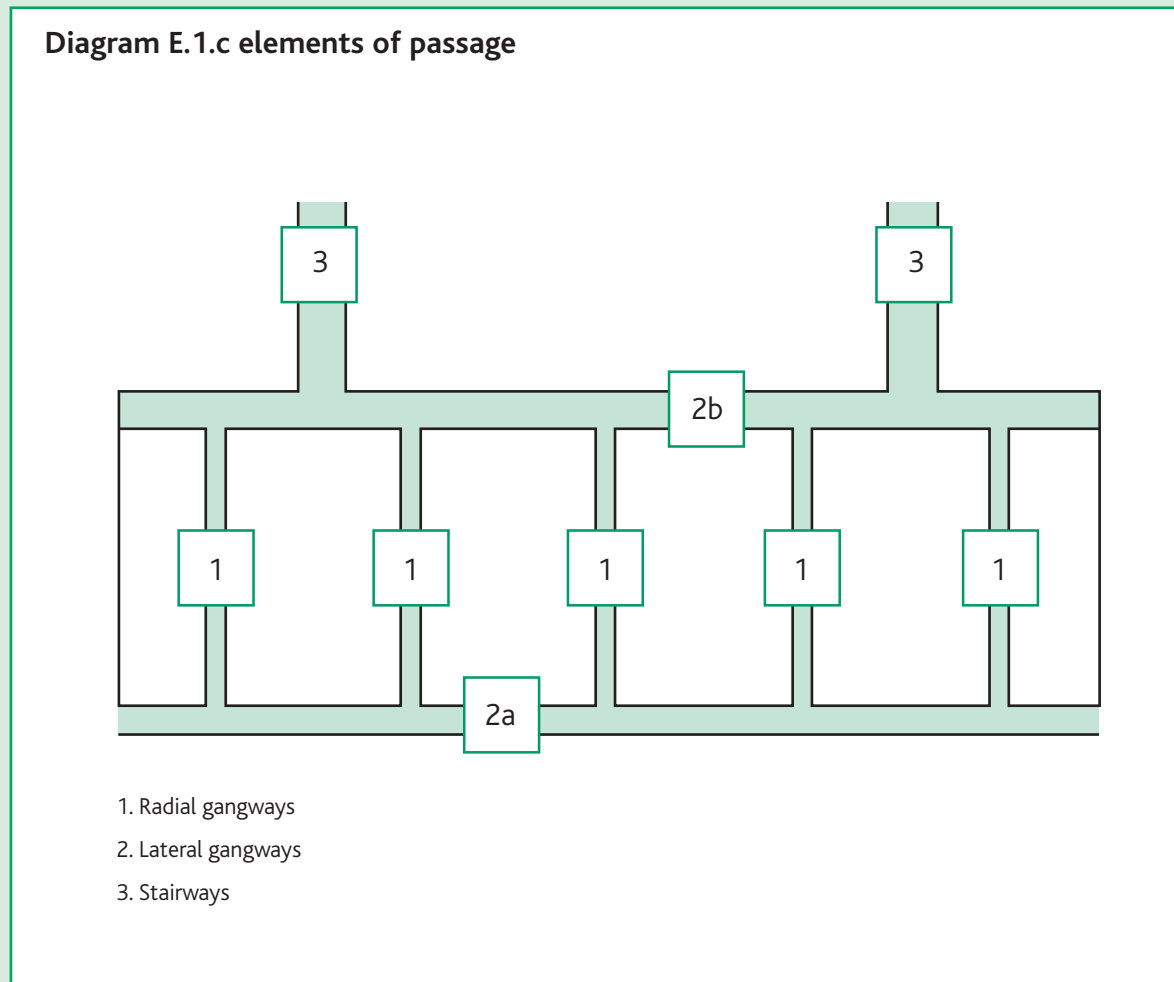 Diagram E.1.c elements of passage
3 3
2b
1 1 1 1 1
2a
1. Radial gangways
2. Lateral gangways
3. Stairways